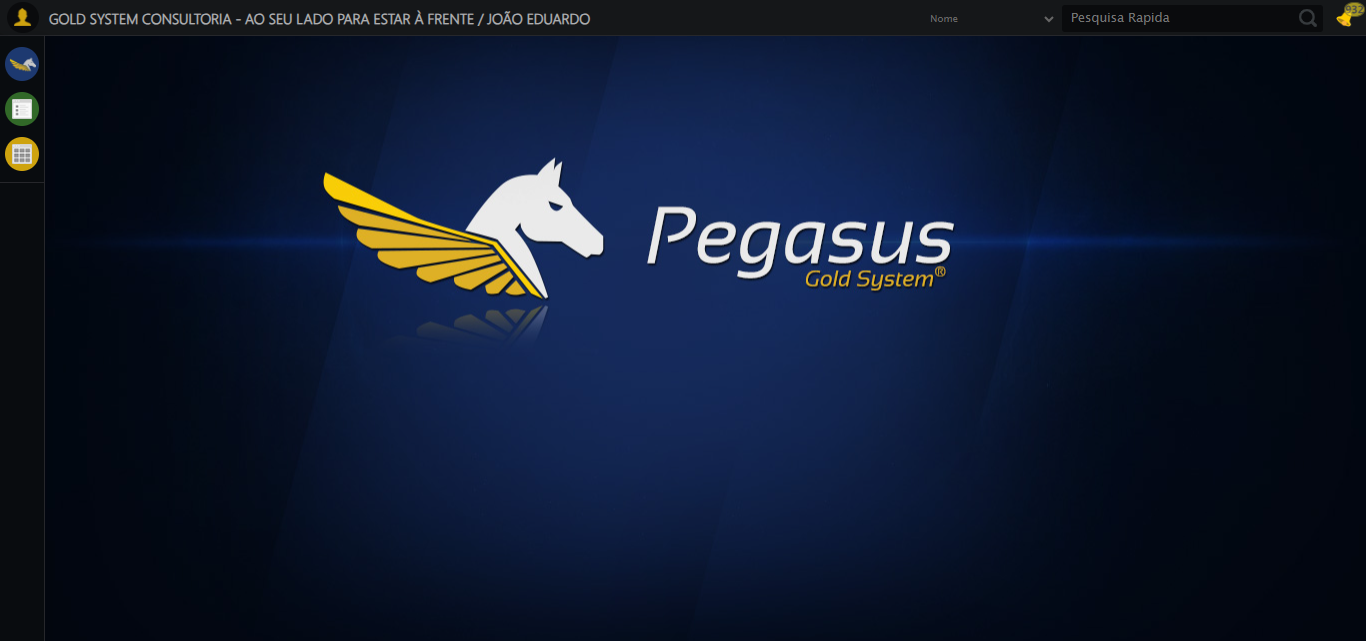 GOLD SYSTEM CONSULTORIA - AO SEU LADO PARA ESTAR À FRENTE / JOÃO EDUARDO
Nome
Pesquisa Rapida
Pegasus
Gold System®